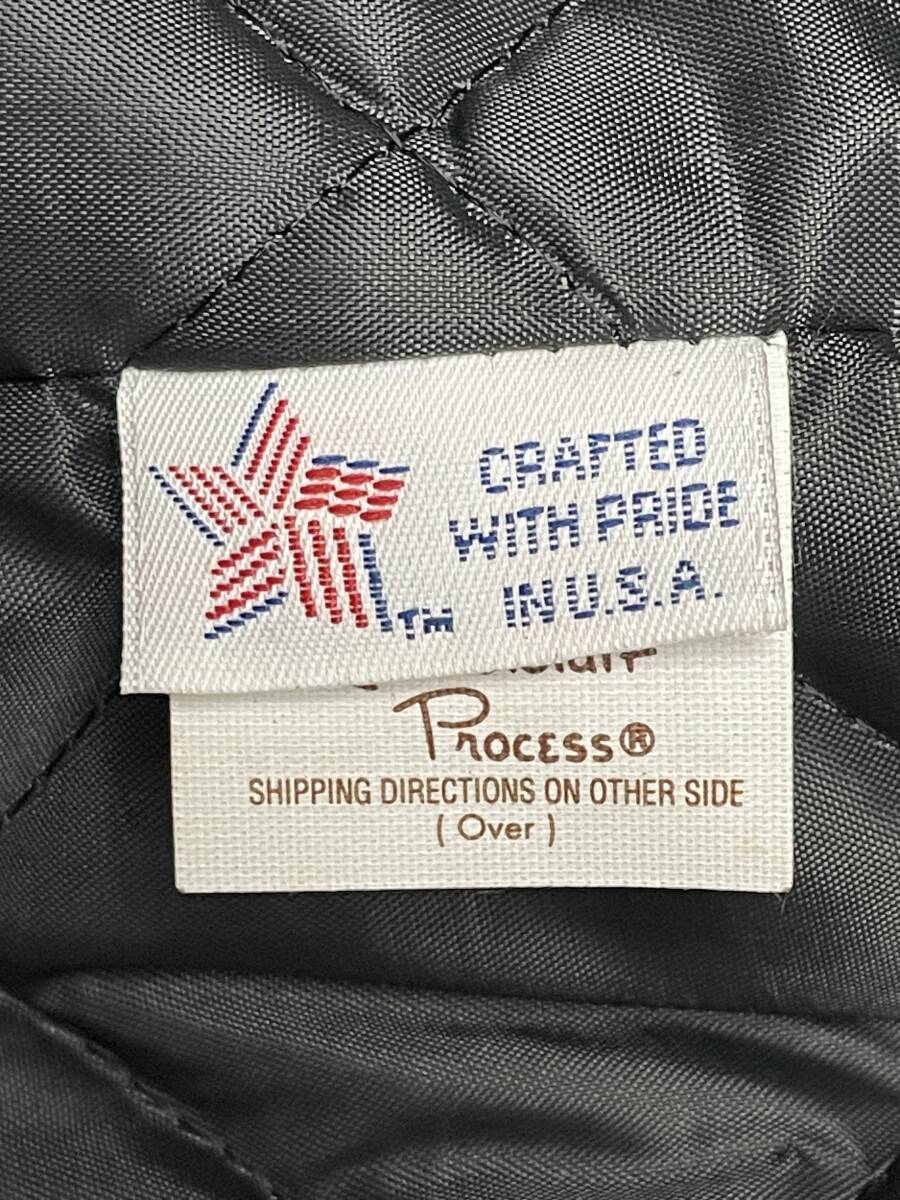 CRAFTED
WITH PRIDE
IN U.S.A.
TM
Process®
SHIPPING DIRECTIONS ON OTHER SIDE
( Over )